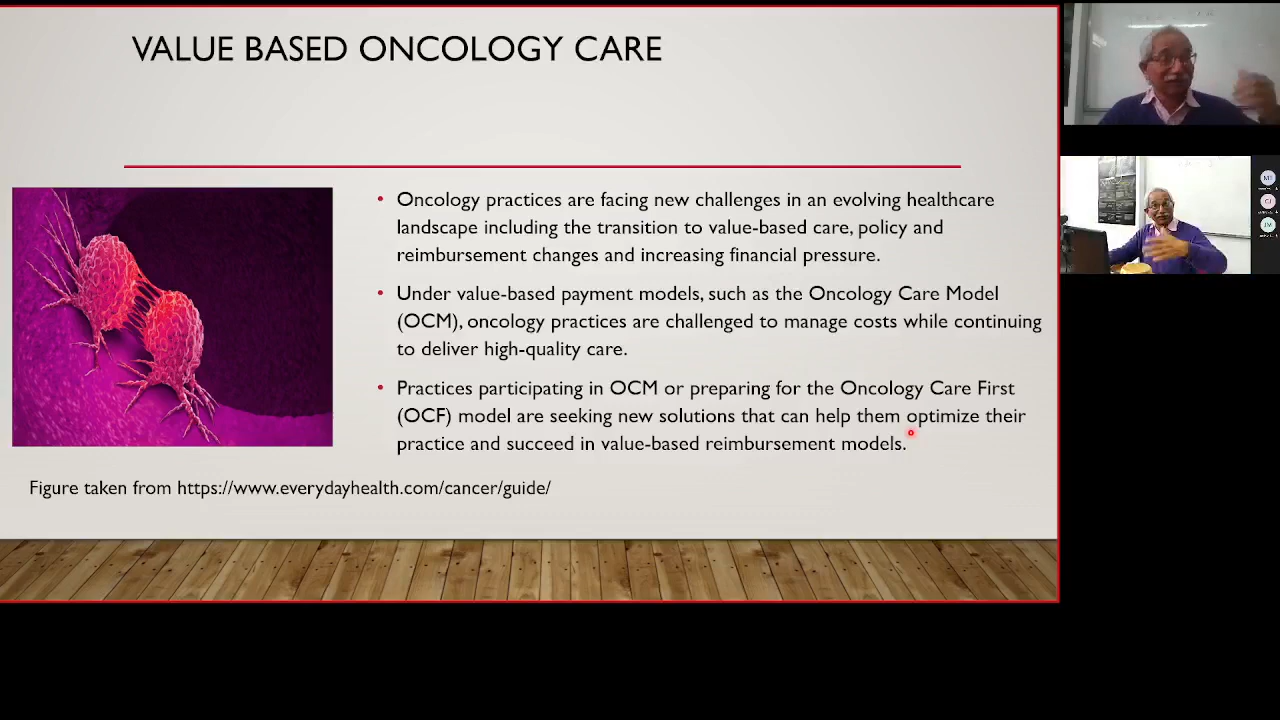 VALUE BASED ONCOLOGY CARE
• Oncology practices are facing new challenges in an evolving healthcare
landscape including the transition to value-based care, policy and
reimbursement changes and increasing financial pressure.
• Under value-based payment models, such as the Oncology Care Model
(OCM), oncology practices are challenged to manage costs while continuing
to deliver high-quality care.
• Practices participating in OCM or preparing for the Oncology Care First
(OCF) model are seeking new solutions that can help them optimize their
practice and succeed in value-based reimbursement models.
Figure taken from https://www.everydayhealth.com/cancer/guide/